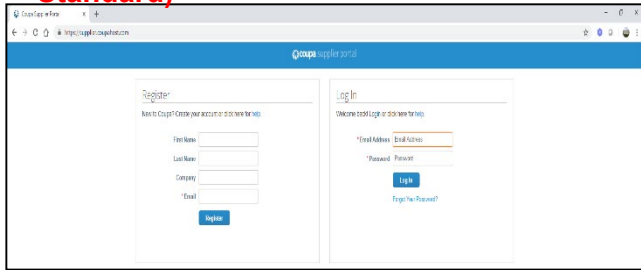 Standard)
Coupa Supplier Portal
https://supplier.coupahost.com
coupa supplier portal
Register
New to Coupa? Create your account or click here for help
First Name
Last Name
Company
* Email
Register
Log In
Welcome back! Login or click here for help.
* Email Address Email Address
* Password Password
Log In
Forgot Your Password?